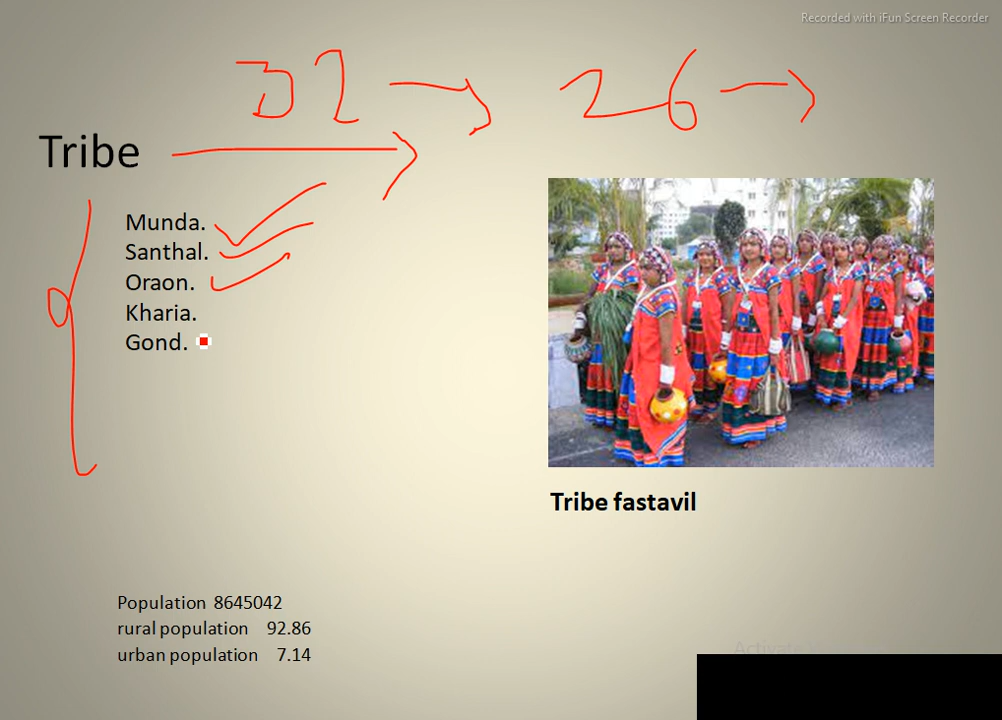 Recorded with iFun Screen Recorder
32 → 26 →
Tribe
Munda.
Santhal.
Oraon.
Kharia.
Gond.
Tribe fastavil
Population 8645042
rural population 92.86
urban population 7.14
Activate